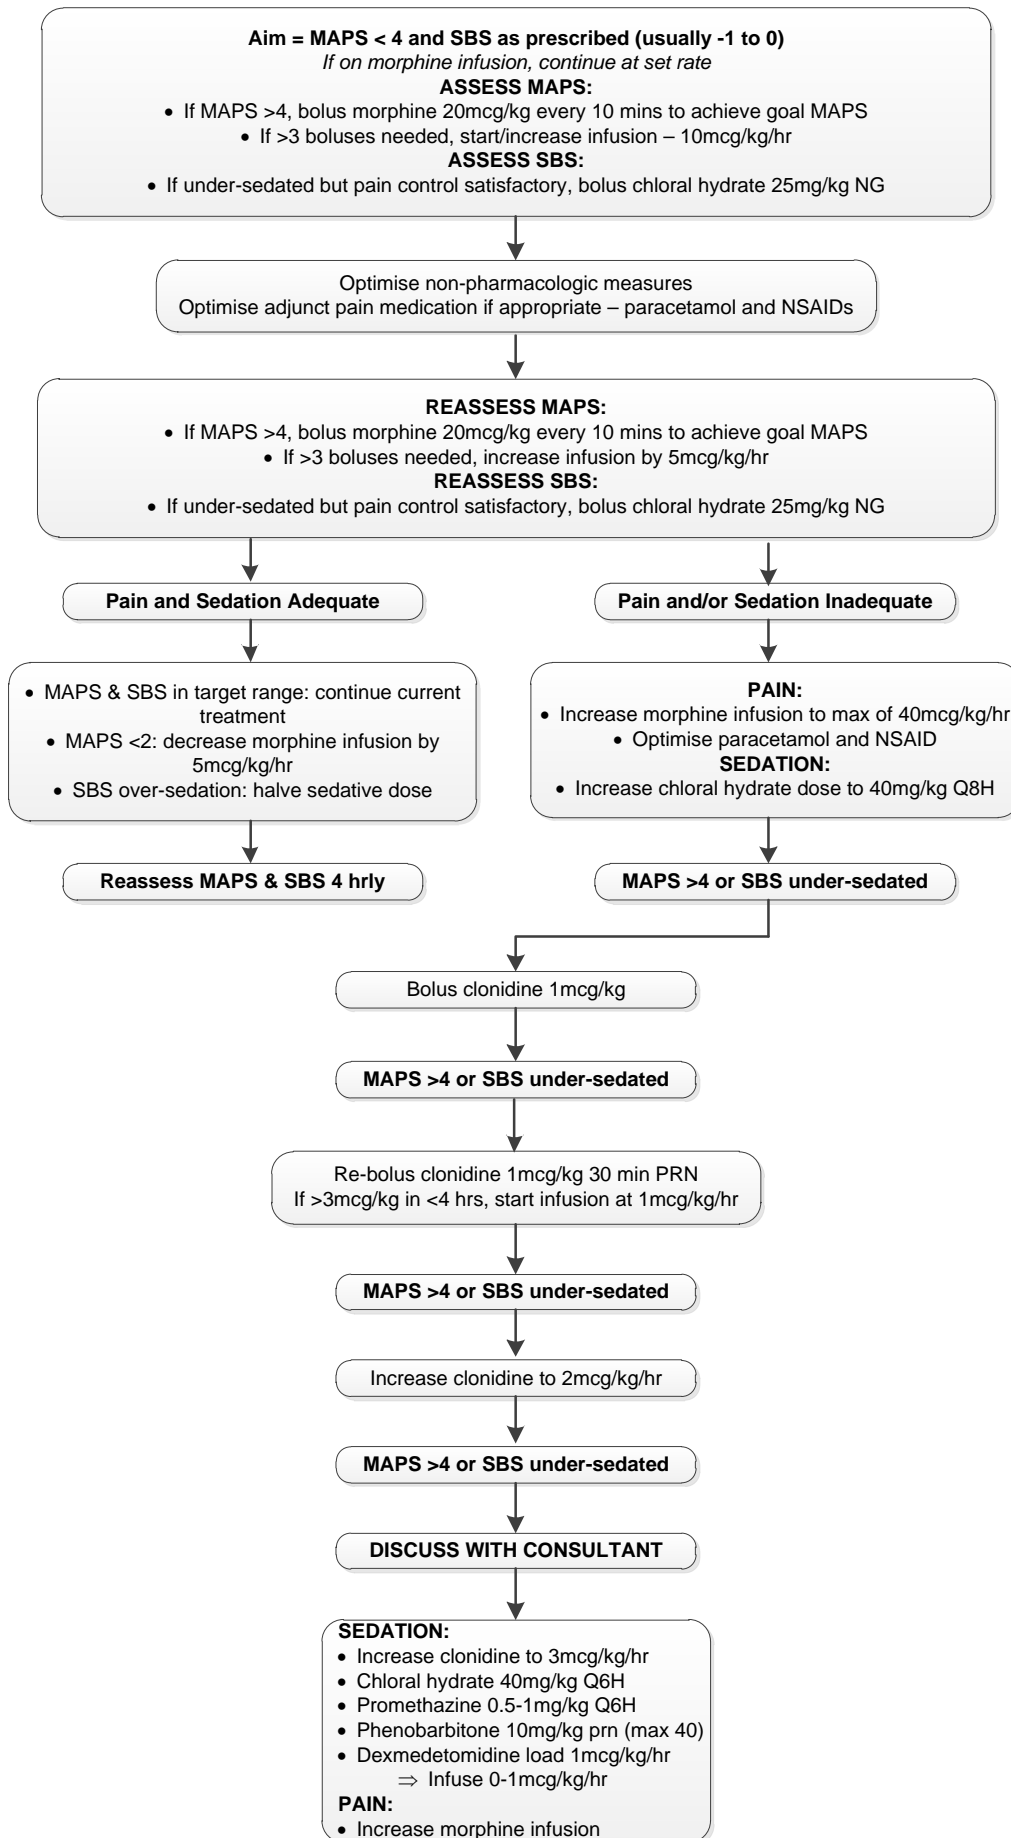 Aim = MAPS < 4 and SBS as prescribed (usually -1 to 0)
If on morphine infusion, continue at set rate
ASSESS MAPS:
• If MAPS >4, bolus morphine 20mcg/kg every 10 mins to achieve goal MAPS
• If >3 boluses needed, start/increase infusion – 10mcg/kg/hr
ASSESS SBS:
• If under-sedated but pain control satisfactory, bolus chloral hydrate 25mg/kg NG
Optimise non-pharmacologic measures
Optimise adjunct pain medication if appropriate – paracetamol and NSAIDs
REASSESS MAPS:
• If MAPS >4, bolus morphine 20mcg/kg every 10 mins to achieve goal MAPS
• If >3 boluses needed, increase infusion by 5mcg/kg/hr
REASSESS SBS:
• If under-sedated but pain control satisfactory, bolus chloral hydrate 25mg/kg NG
Pain and Sedation Adequate
• MAPS & SBS in target range: continue current
treatment
• MAPS <2: decrease morphine infusion by
5mcg/kg/hr
• SBS over-sedation: halve sedative dose
Reassess MAPS & SBS 4 hrly
Pain and/or Sedation Inadequate
PAIN:
• Increase morphine infusion to max of 40mcg/kg/hr
• Optimise paracetamol and NSAID
SEDATION:
• Increase chloral hydrate dose to 40mg/kg Q8H
MAPS >4 or SBS under-sedated
Bolus clonidine 1mcg/kg
MAPS >4 or SBS under-sedated
Re-bolus clonidine 1mcg/kg 30 min PRN
If >3mcg/kg in <4 hrs, start infusion at 1mcg/kg/hr
MAPS >4 or SBS under-sedated
Increase clonidine to 2mcg/kg/hr
MAPS >4 or SBS under-sedated
DISCUSS WITH CONSULTANT
SEDATION:
• Increase clonidine to 3mcg/kg/hr
• Chloral hydrate 40mg/kg Q6H
• Promethazine 0.5-1mg/kg Q6H
• Phenobarbitone 10mg/kg prn (max 40)
• Dexmedetomidine load 1mcg/kg/hr
⇒ Infuse 0-1mcg/kg/hr
PAIN:
• Increase morphine infusion